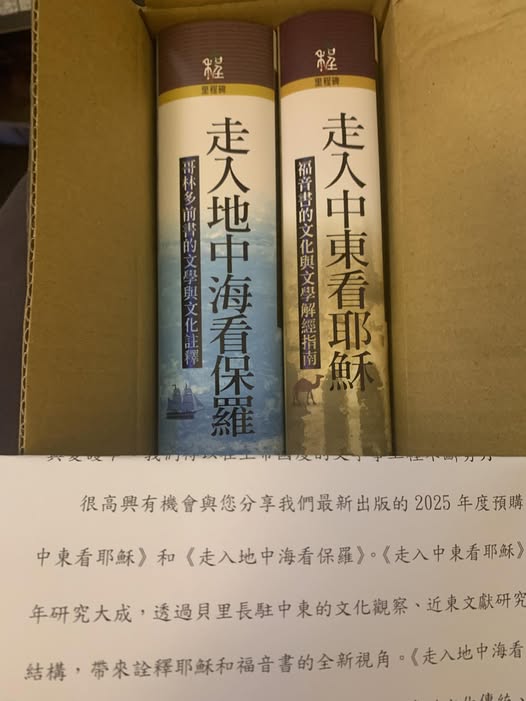 程
里程碑
走入地中海看保羅
哥林多前書的文學與文化註釋
程
里程碑
走入中東看耶穌
福音書的文化與文學解經指南
很高興有機會與您分享我們最新出版的 2025 年度預購
中東看耶穌》和《走入地中海看保羅》。《走入中東看耶穌》
年研究大成，透過貝里長駐中東的文化觀察、近東文獻研究
結構，帶來詮釋耶穌和福音書的全新視角。《走入地中海看